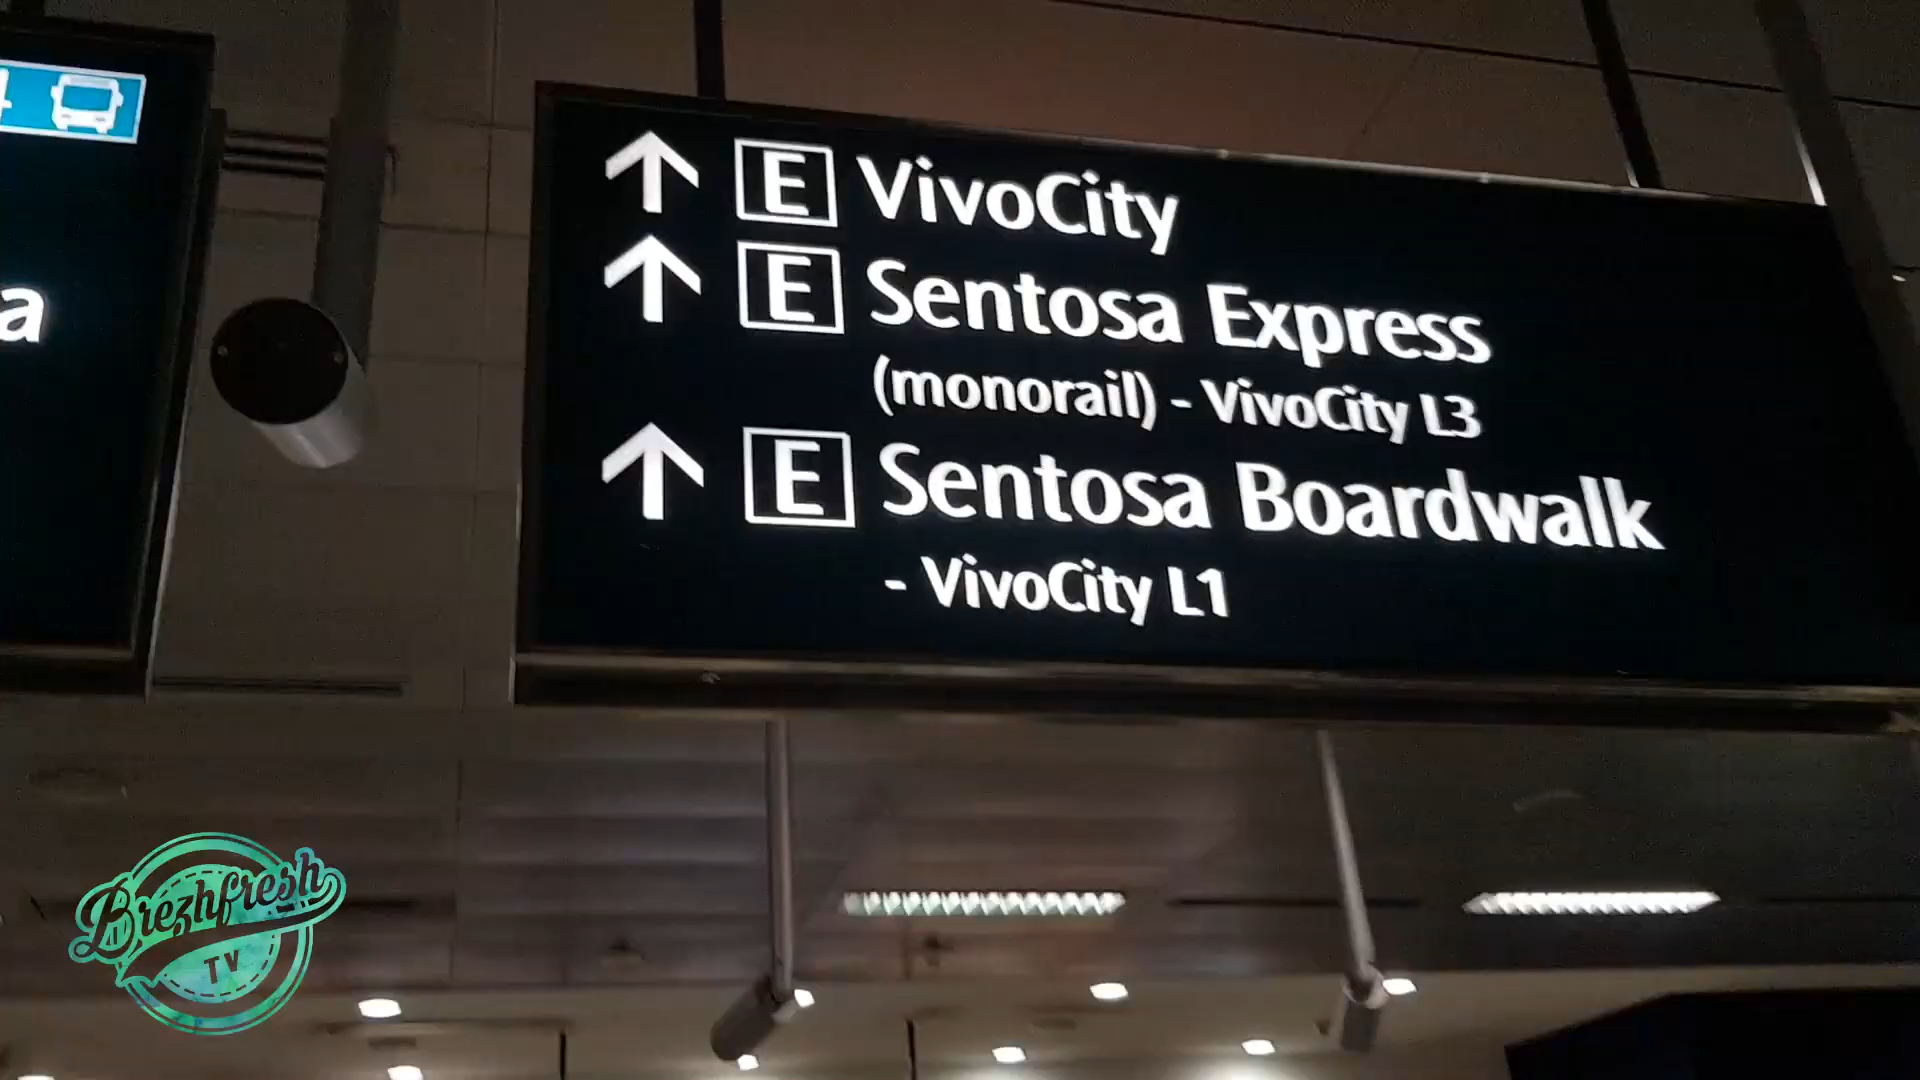 a
E VivoCity
E Sentosa Express
(monorail) - VivoCity L3
E Sentosa Boardwalk
- VivoCity L1
Brezhfresh
TV